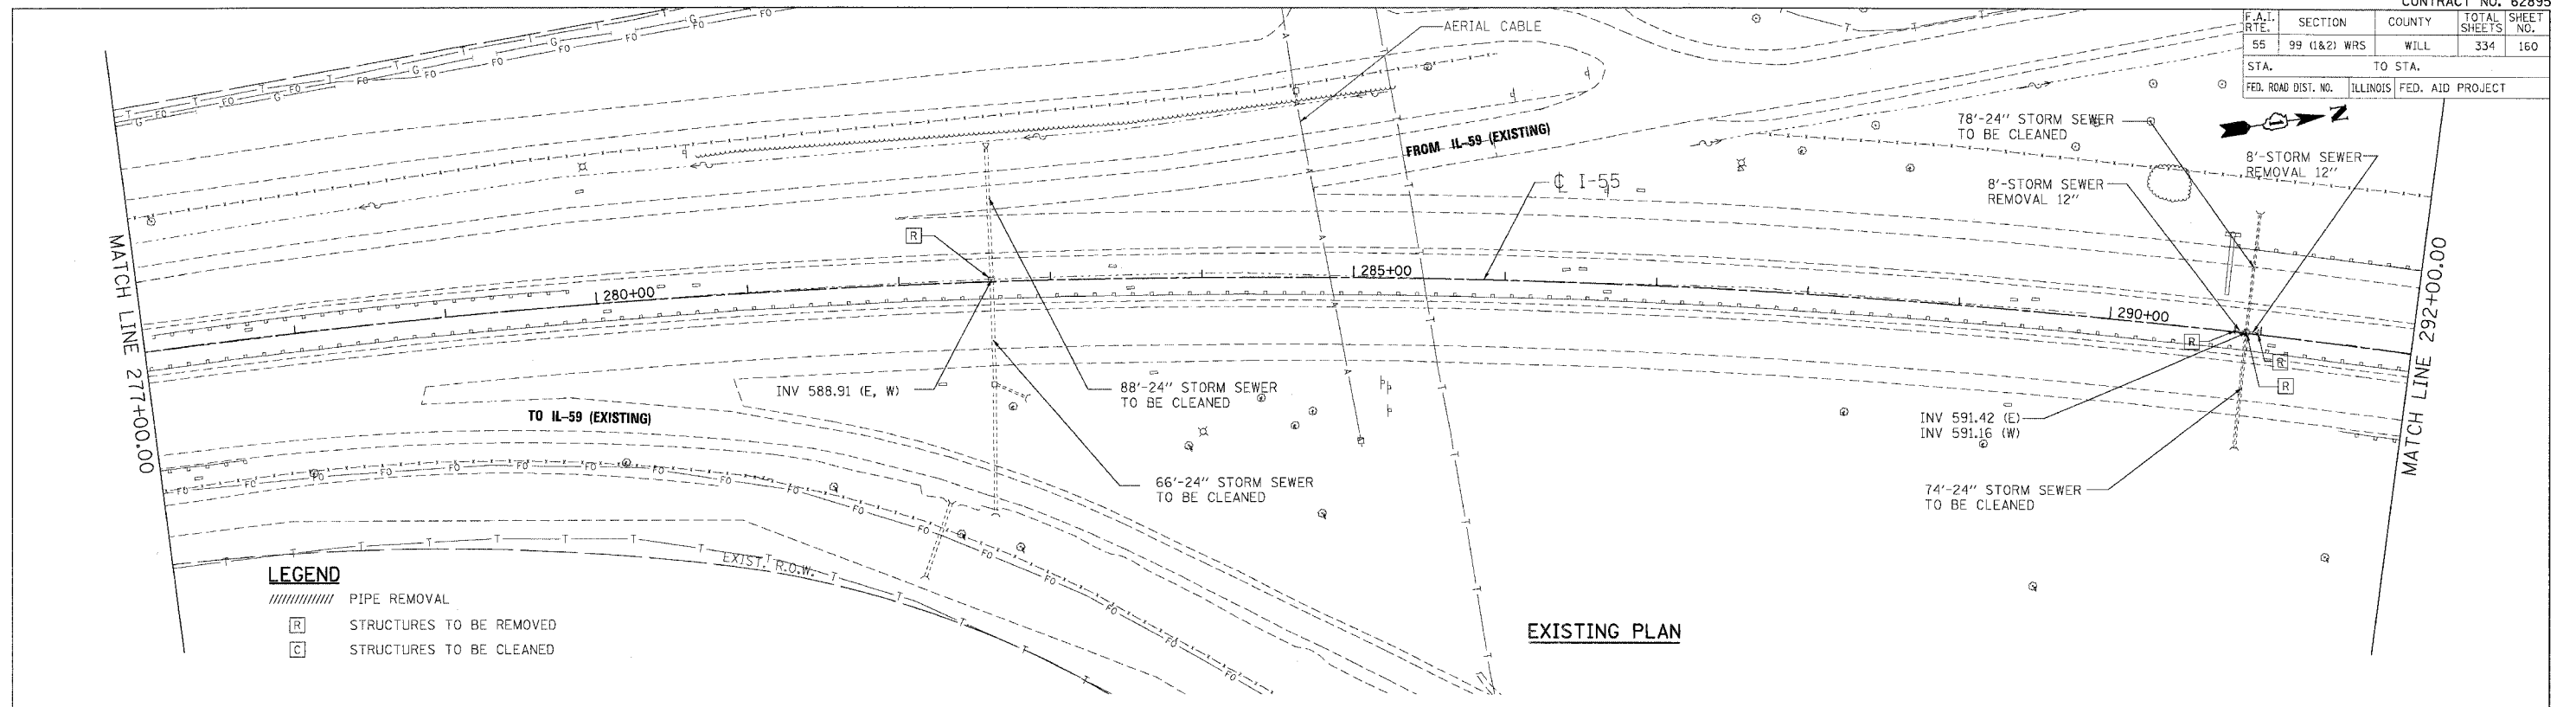 CONTRACT NO. 62895
F.A.I. RTE. SECTION COUNTY TOTAL SHEETS SHEET NO.
55 99 (1&2) WRS WILL 334 160
STA. TO STA.
FED. ROAD DIST. NO. ILLINOIS FED. AID PROJECT
AERIAL CABLE
FROM IL-59 (EXISTING)
℄ I-55
78'-24" STORM SEWER
TO BE CLEANED
8'-STORM SEWER
REMOVAL 12"
8'-STORM SEWER
REMOVAL 12"
N
MATCH LINE 277+00.00
R
280+00
285+00
290+00
R
R
R
MATCH LINE 292+00.00
INV 588.91 (E, W)
88'-24" STORM SEWER
TO BE CLEANED
TO IL-59 (EXISTING)
INV 591.42 (E)
INV 591.16 (W)
66'-24" STORM SEWER
TO BE CLEANED
74'-24" STORM SEWER
TO BE CLEANED
EXIST. R.O.W.
LEGEND
PIPE REMOVAL
R STRUCTURES TO BE REMOVED
C STRUCTURES TO BE CLEANED
EXISTING PLAN